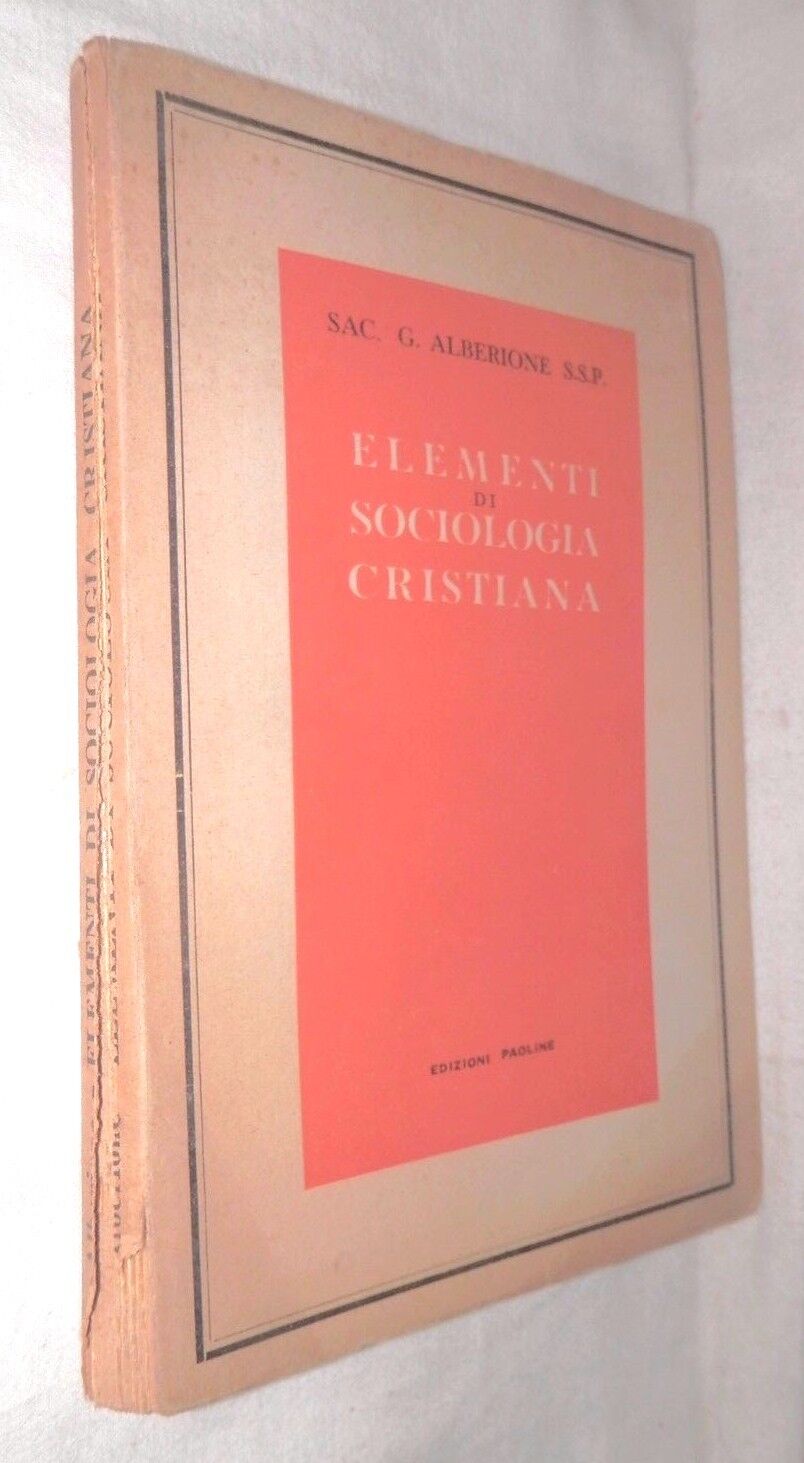 SAC. G. ALBERIONE S.S.P.
ELEMENTI
DI
SOCIOLOGIA
CRISTIANA
EDIZIONI PAOLINE
ELEMENTI DI SOCIOLOGIA CRISTIANA